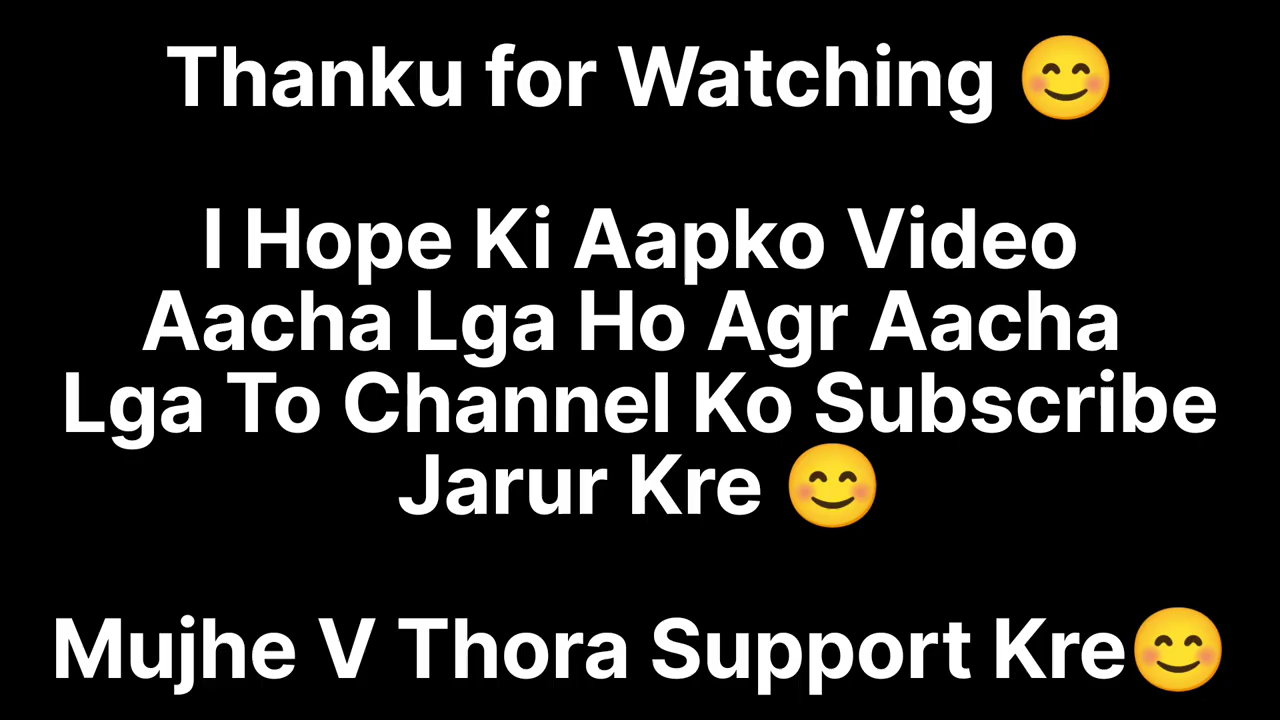 Thanku for Watching 😊
I Hope Ki Aapko Video
Aacha Lga Ho Agr Aacha
Lga To Channel Ko Subscribe
Jarur Kre 😊
Mujhe V Thora Support Kre😊